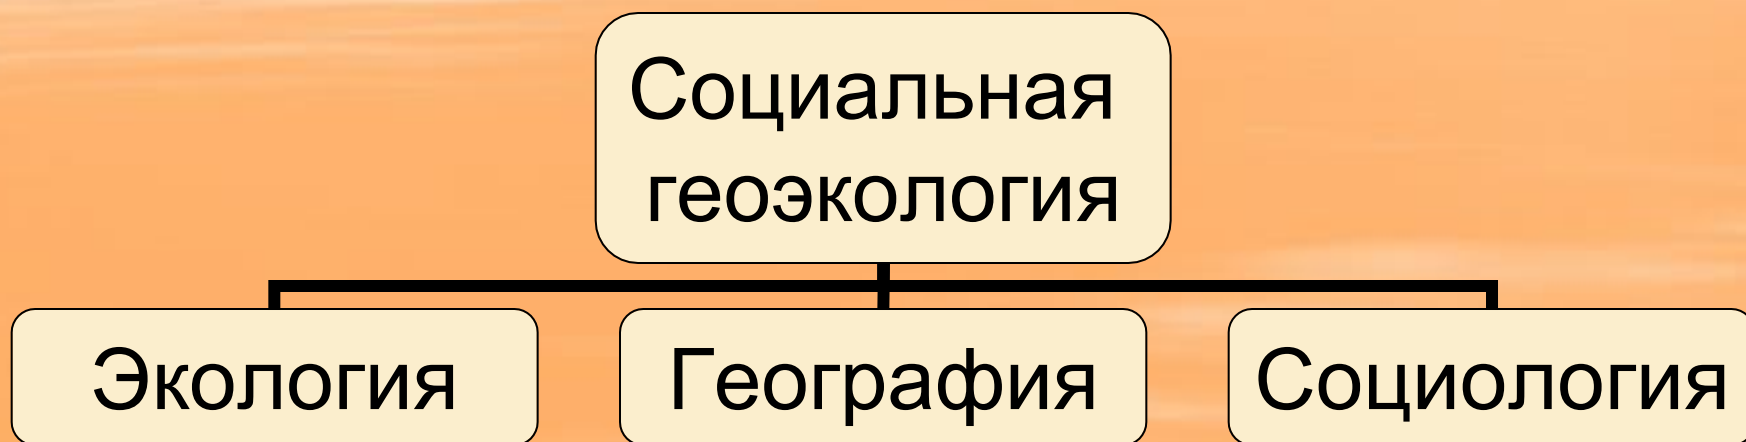 Социальная
геоэкология
Экология
География
Социология